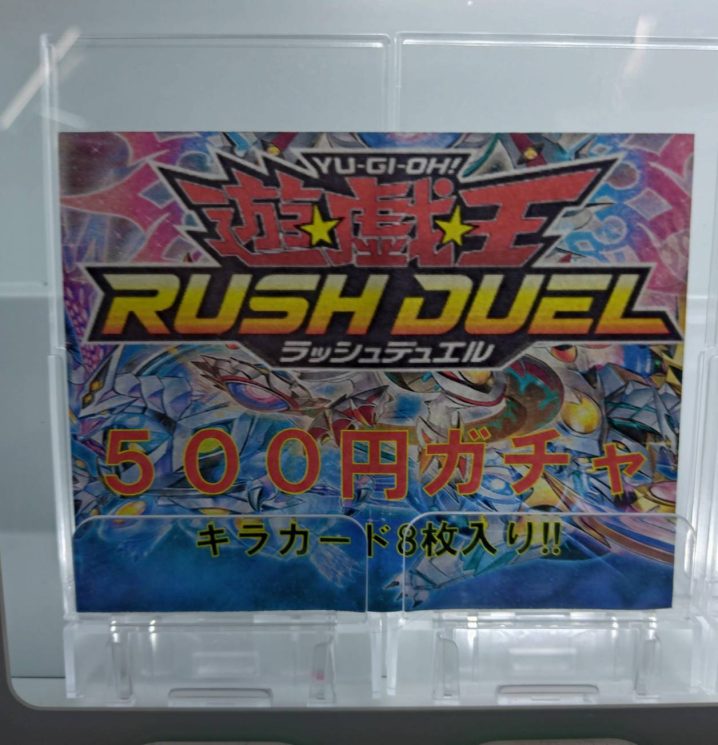 YU-GI-OH!
遊☆戯☆王
RUSH DUEL
ラッシュデュエル
５００円ガチャ
キラカード8枚入り!!